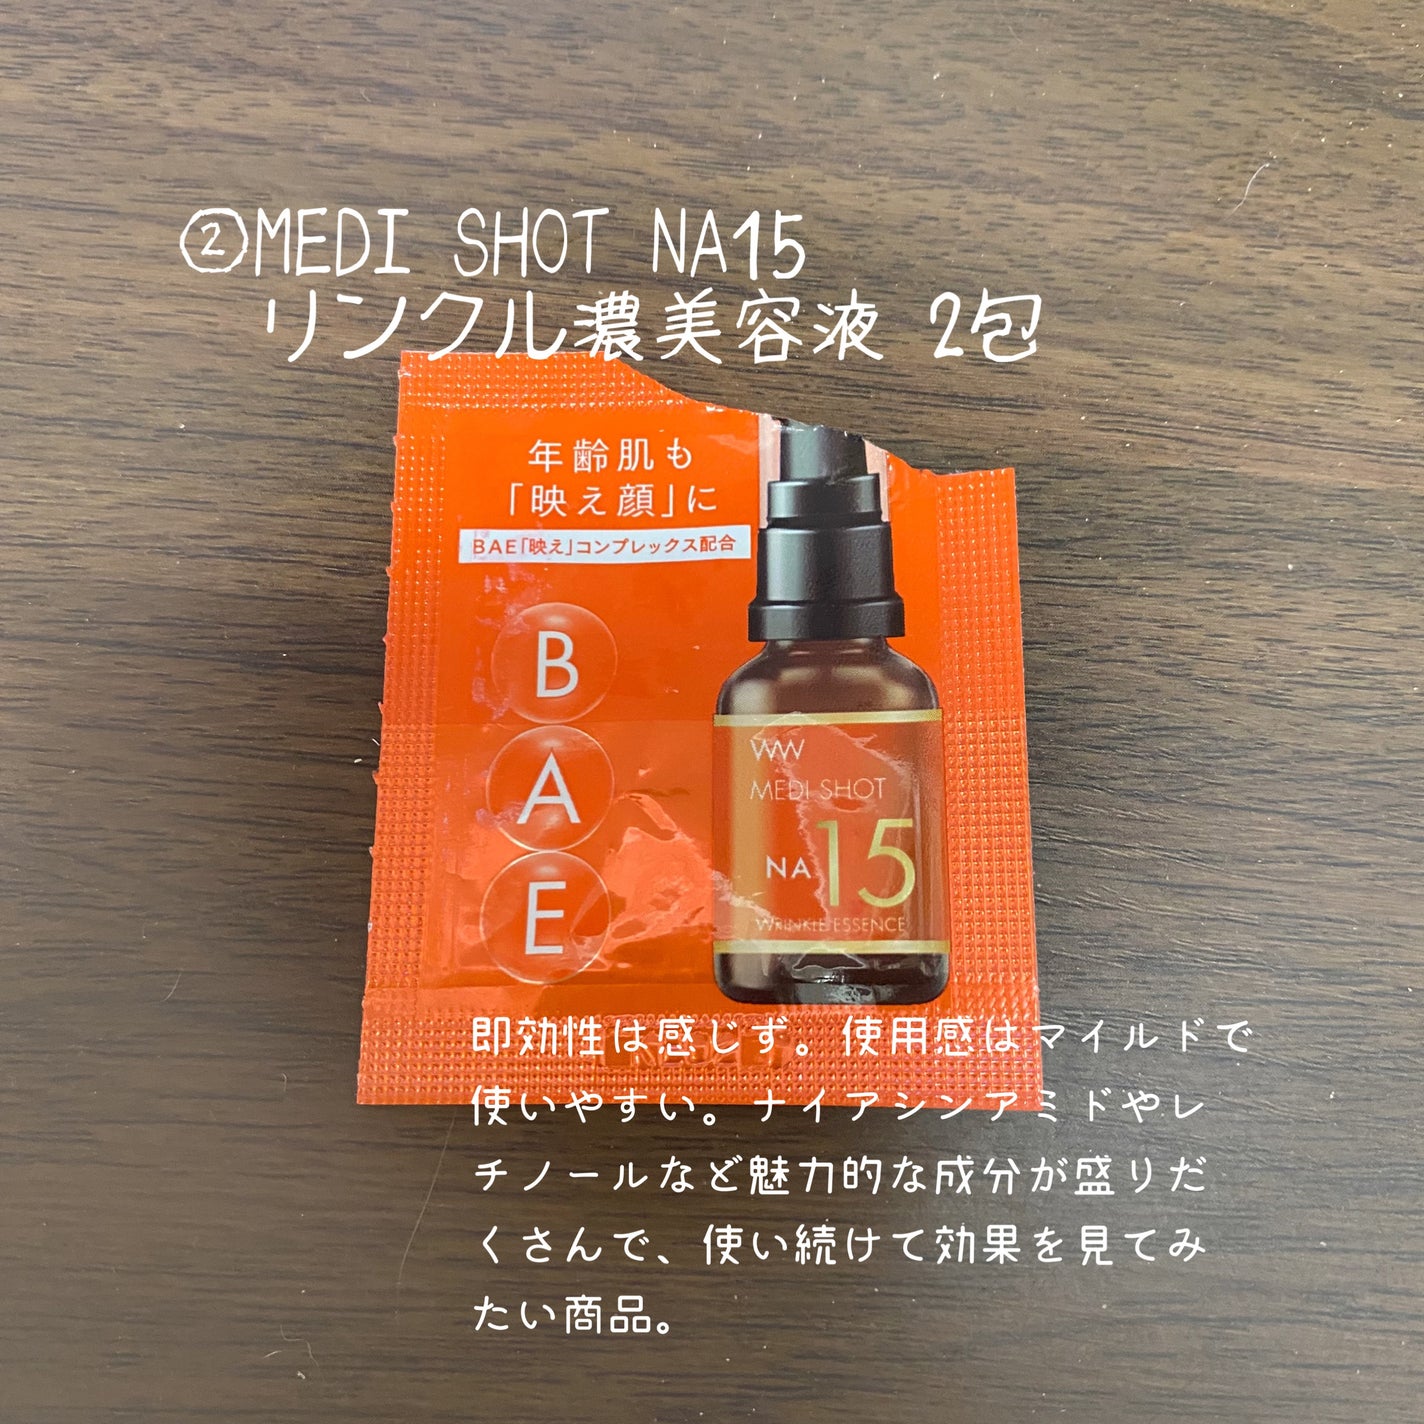 ②MEDI SHOT NA15
リンクル濃美容液 2包
年齢肌も
「映え顔」に
BAE「映え」コンプレックス配合
B
A
E
WW
MEDI SHOT
NA15
WRINKLE ESSENCE
即効性は感じず。使用感はマイルドで
使いやすい。ナイアシンアミドやレ
チノールなど魅力的な成分が盛りだ
くさんで、使い続けて効果を見てみ
たい商品。